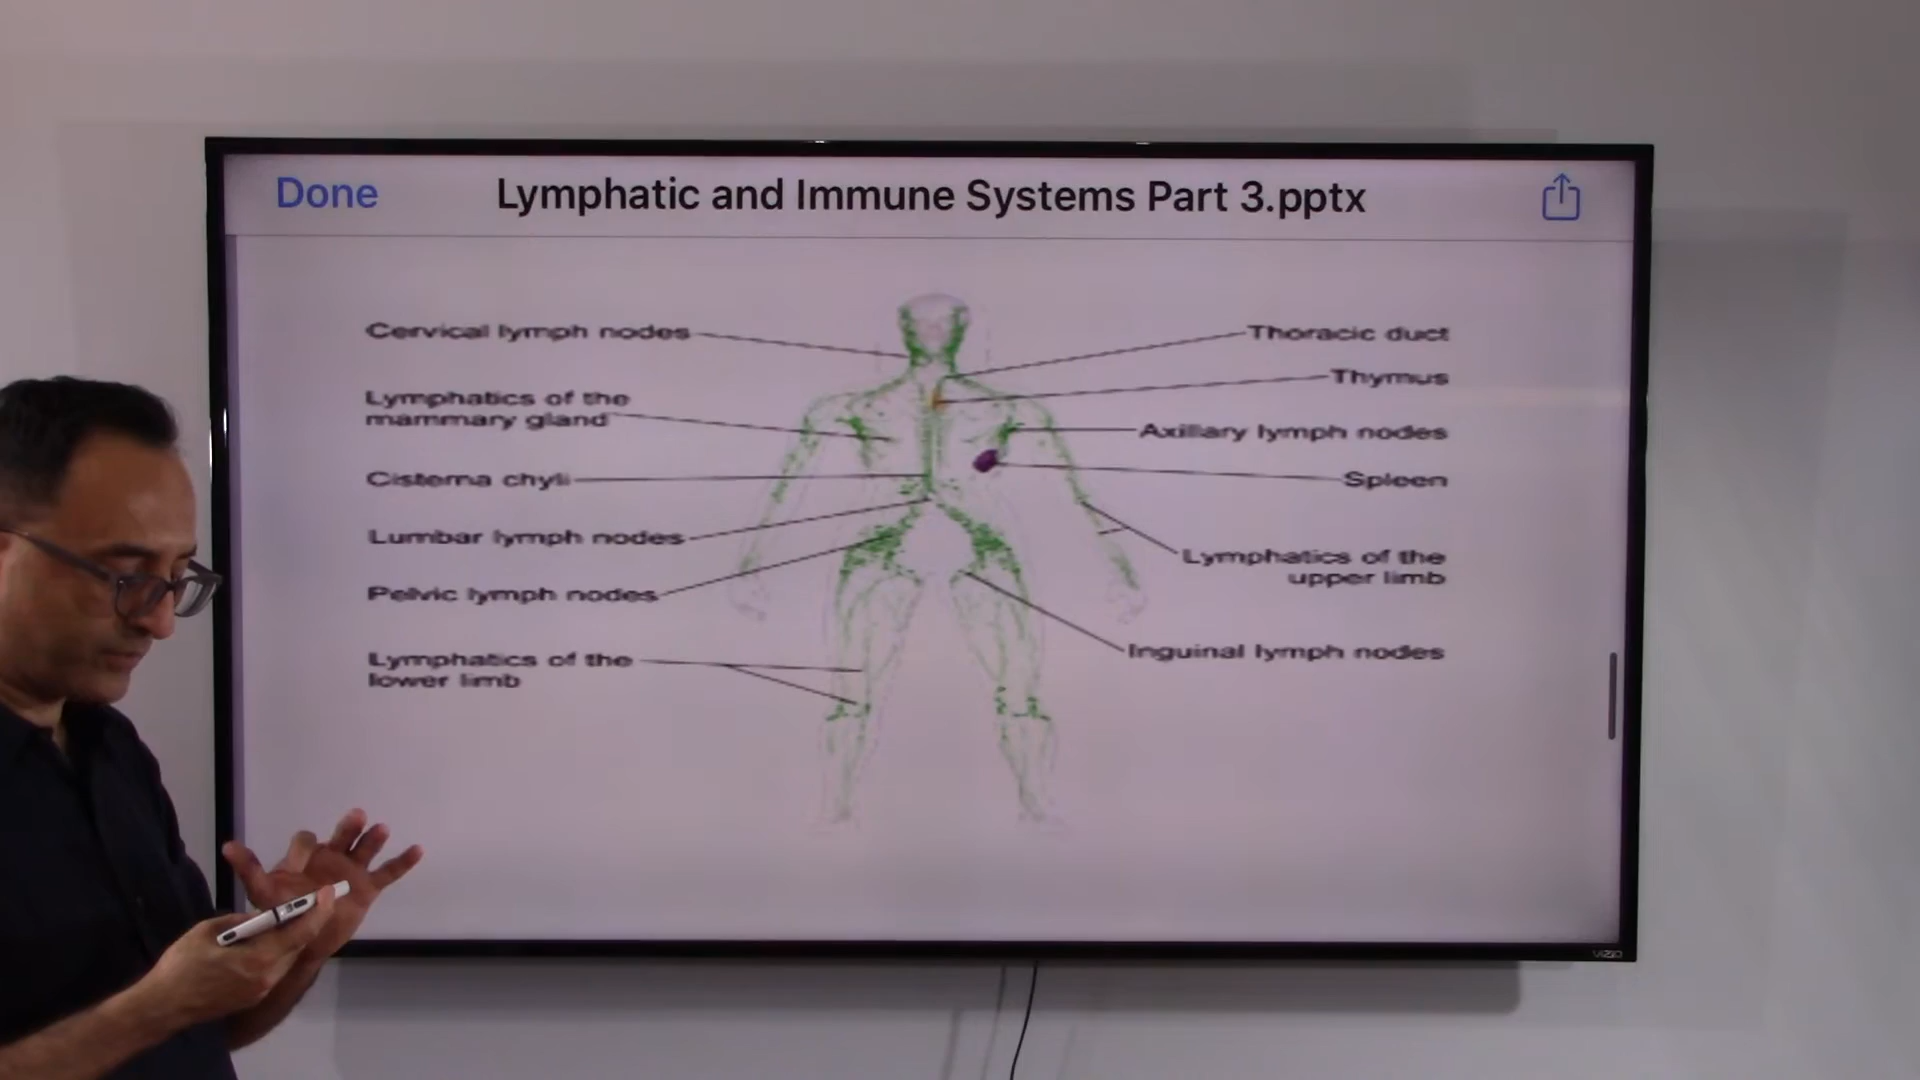 Done
Lymphatic and Immune Systems Part 3.pptx
Cervical lymph nodes
Lymphatics of the
mammary gland
Cisterna chyli
Lumbar lymph nodes
Pelvic lymph nodes
Lymphatics of the
lower limb
Thoracic duct
Thymus
Axillary lymph nodes
Spleen
Lymphatics of the
upper limb
Inguinal lymph nodes
VIZIO